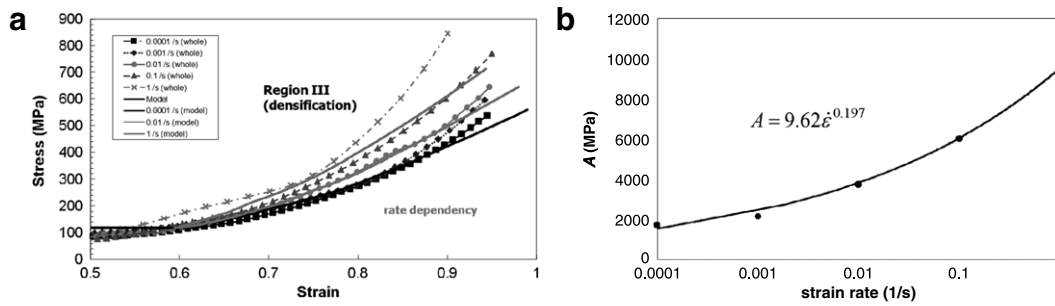 a
900
800
700
600
500
400
300
200
100
0
Stress (MPa)
0.5
0.6
0.7
0.8
0.9
1
Strain
0.0001 /s (whole)
0.001 /s (whole)
0.01 /s (whole)
0.1 /s (whole)
1 /s (whole)
Model
0.0001 /s (model)
0.01 /s (model)
1 /s (model)
Region III
(densification)
rate dependency
b
12000
10000
8000
6000
4000
2000
0
A (MPa)
0.0001
0.001
0.01
0.1
strain rate (1/s)
A = 9.62ε̇^0.197